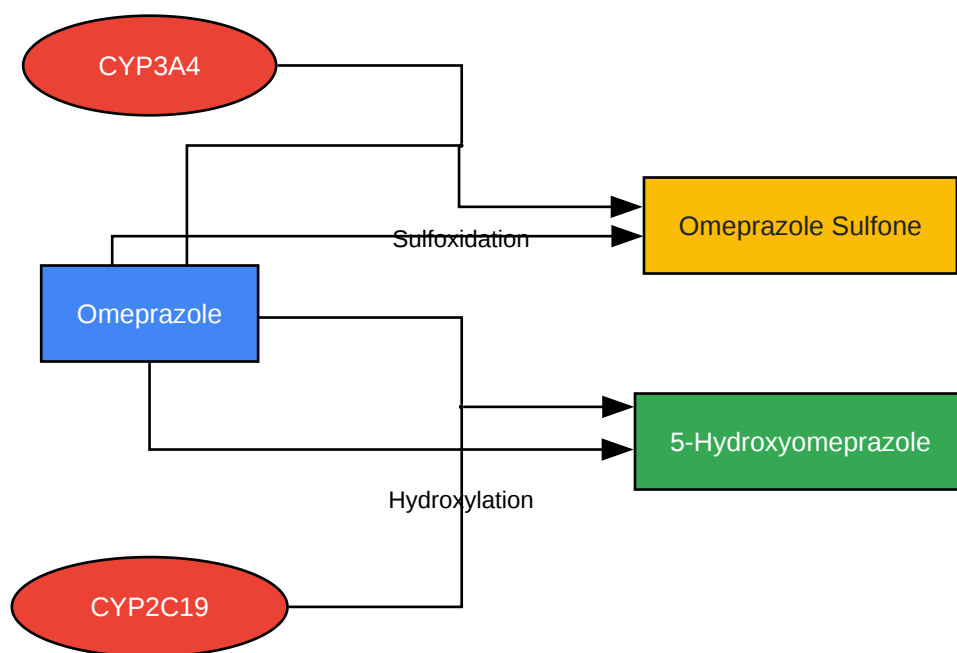 CYP3A4
Omeprazole Sulfone
Sulfoxidation
Omeprazole
5-Hydroxyomeprazole
Hydroxylation
CYP2C19